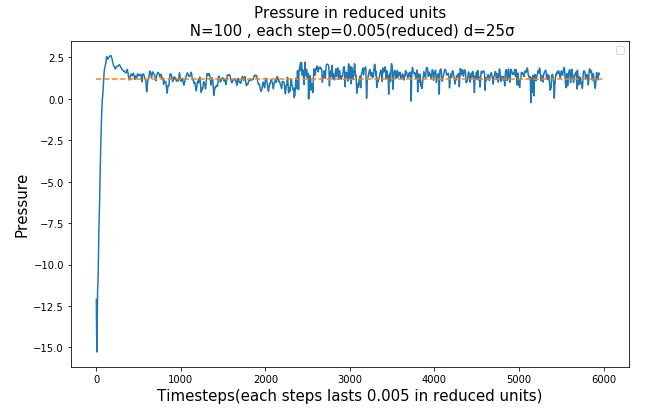 Pressure in reduced units
N=100 , each step=0.005(reduced) d=25σ
Pressure
2.5
0.0
−2.5
−5.0
−7.5
−10.0
−12.5
−15.0
0 1000 2000 3000 4000 5000 6000
Timesteps(each steps lasts 0.005 in reduced units)